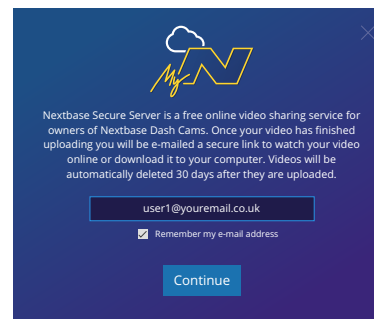 My N
Nextbase Secure Server is a free online video sharing service for
owners of Nextbase Dash Cams. Once your video has finished
uploading you will be e-mailed a secure link to watch your video
online or download it to your computer. Videos will be
automatically deleted 30 days after they are uploaded.
user1@youremail.co.uk
Remember my e-mail address
Continue